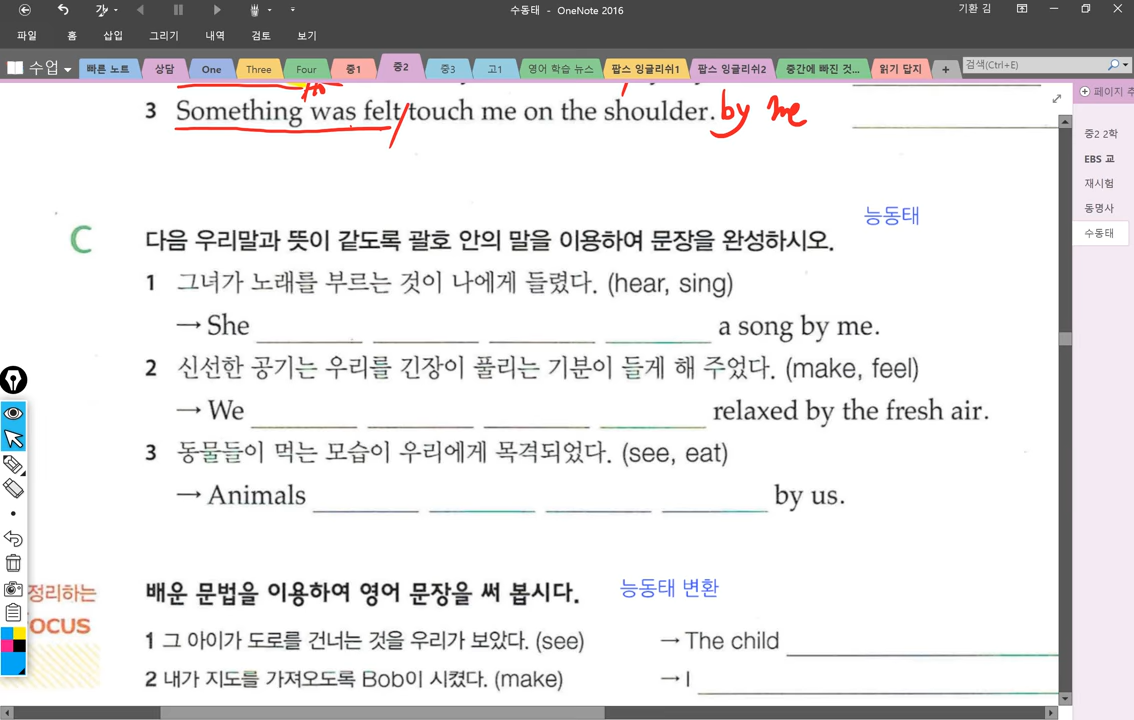 수동태 - OneNote 2016
기환 김
파일 홈 삽입 그리기 내역 검토 보기
수업 빠른 노트 상담 One Three Four 중1 중2 중3 고1 영어 학습 뉴스 팝스 잉글리쉬1 팝스 잉글리쉬2 중간에 빠진 것... 읽기 답지 + 검색(Ctrl+E)
페이지 추
3 Something was felt/touch me on the shoulder. by me
to
중2 2학
EBS 교
재시험
동명사
수동태
능동태
C 다음 우리말과 뜻이 같도록 괄호 안의 말을 이용하여 문장을 완성하시오.
1 그녀가 노래를 부르는 것이 나에게 들렸다. (hear, sing)
→ She a song by me.
2 신선한 공기는 우리를 긴장이 풀리는 기분이 들게 해 주었다. (make, feel)
→ We relaxed by the fresh air.
3 동물들이 먹는 모습이 우리에게 목격되었다. (see, eat)
→ Animals by us.
정리하는
OCUS
배운 문법을 이용하여 영어 문장을 써 봅시다. 능동태 변환
1 그 아이가 도로를 건너는 것을 우리가 보았다. (see) → The child
2 내가 지도를 가져오도록 Bob이 시켰다. (make) → I